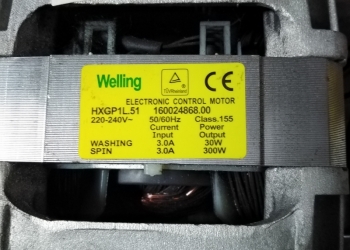 Welling
CE
ELECTRONIC CONTROL MOTOR
HXGP1L.51 160024868.00
220-240V~ 50/60Hz Class.155
Current Power
Input Output
WASHING 3.0A 30W
SPIN 3.0A 300W